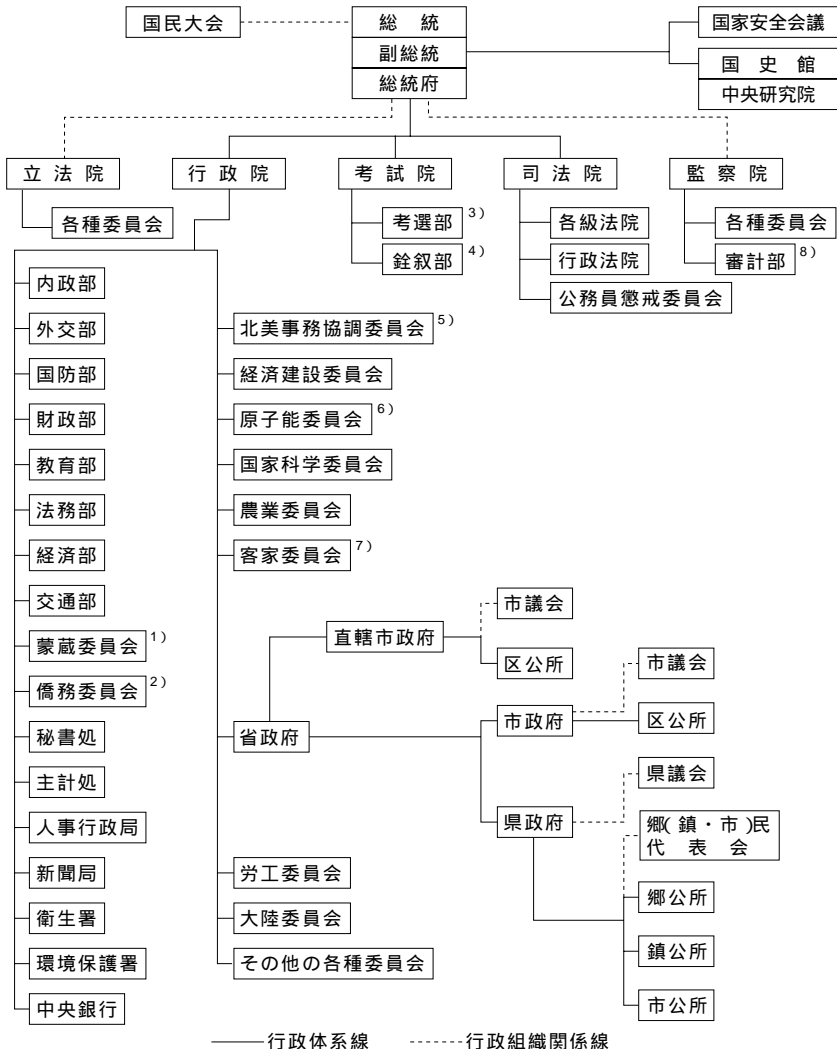 国民大会
総統
副総統
総統府
国家安全会議
国史館
中央研究院
立法院
行政院
考試院
司法院
監察院
各種委員会
考選部 3)
銓叙部 4)
各級法院
行政法院
公務員懲戒委員会
各種委員会
審計部 8)
内政部
外交部
国防部
財政部
教育部
法務部
経済部
交通部
蒙蔵委員会 1)
僑務委員会 2)
秘書処
主計処
人事行政局
新聞局
衛生署
環境保護署
中央銀行
北美事務協調委員会 5)
経済建設委員会
原子能委員会 6)
国家科学委員会
農業委員会
客家委員会 7)
省政府
労工委員会
大陸委員会
その他の各種委員会
直轄市政府
市議会
区公所
市政府
市議会
区公所
県政府
県議会
郷(鎮・市)民
代表会
郷公所
鎮公所
市公所
行政体系線
行政組織関係線